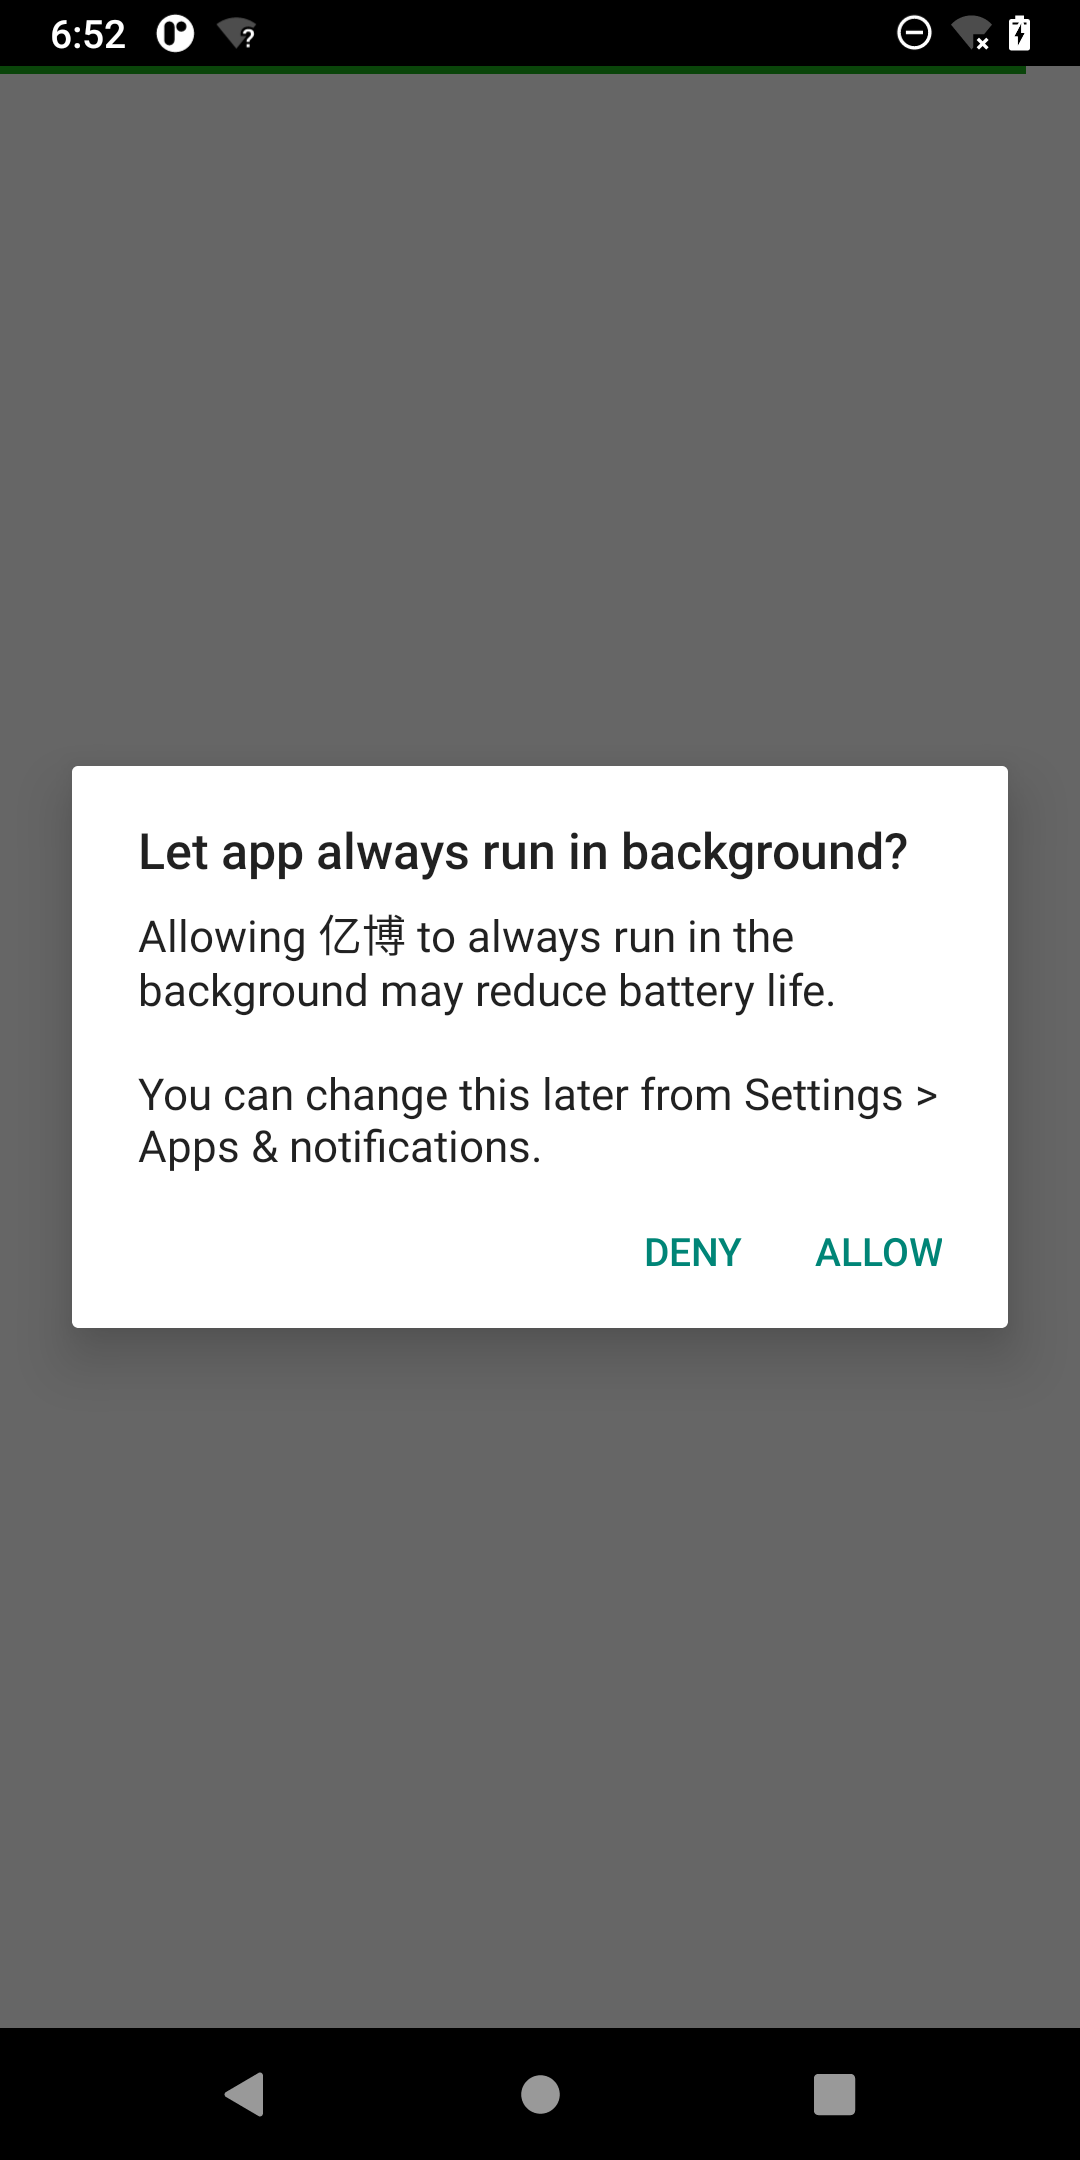 6:52
Let app always run in background?
Allowing 亿博 to always run in the
background may reduce battery life.
You can change this later from Settings >
Apps & notifications.
DENY ALLOW